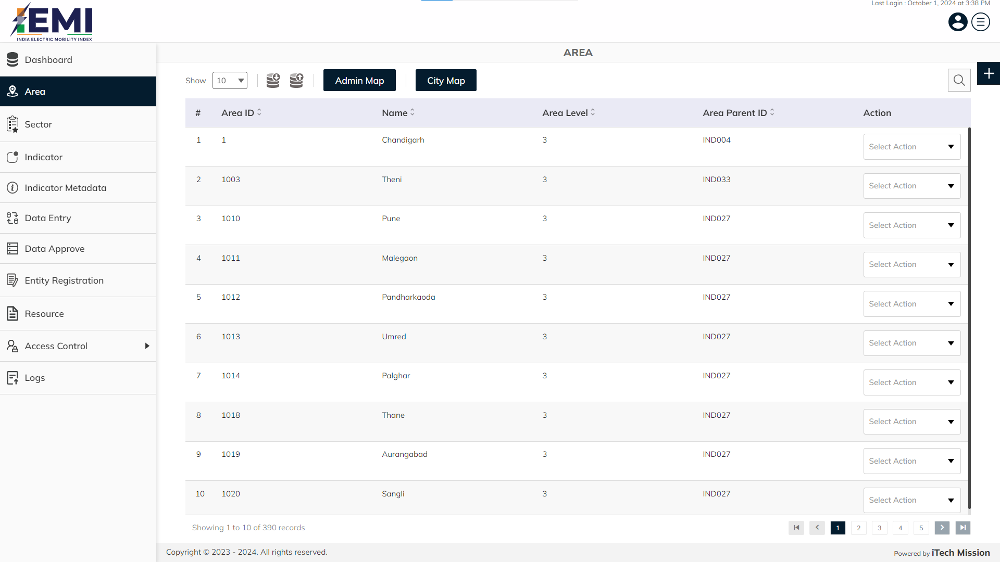 Last Login : October 1, 2024 at 3:38 PM
EMI
INDIA ELECTRIC MOBILITY INDEX
Dashboard
Area
Sector
Indicator
Indicator Metadata
Data Entry
Data Approve
Entity Registration
Resource
Access Control
Logs
AREA
Show 10 Admin Map City Map
# Area ID Name Area Level Area Parent ID Action
1 1 Chandigarh 3 IND004 Select Action
2 1003 Theni 3 IND033 Select Action
3 1010 Pune 3 IND027 Select Action
4 1011 Malegaon 3 IND027 Select Action
5 1012 Pandharkaoda 3 IND027 Select Action
6 1013 Umred 3 IND027 Select Action
7 1014 Palghar 3 IND027 Select Action
8 1018 Thane 3 IND027 Select Action
9 1019 Aurangabad 3 IND027 Select Action
10 1020 Sangli 3 IND027 Select Action
Showing 1 to 10 of 390 records
1 2 3 4 5
Copyright © 2023 - 2024. All rights reserved.
Powered by iTech Mission